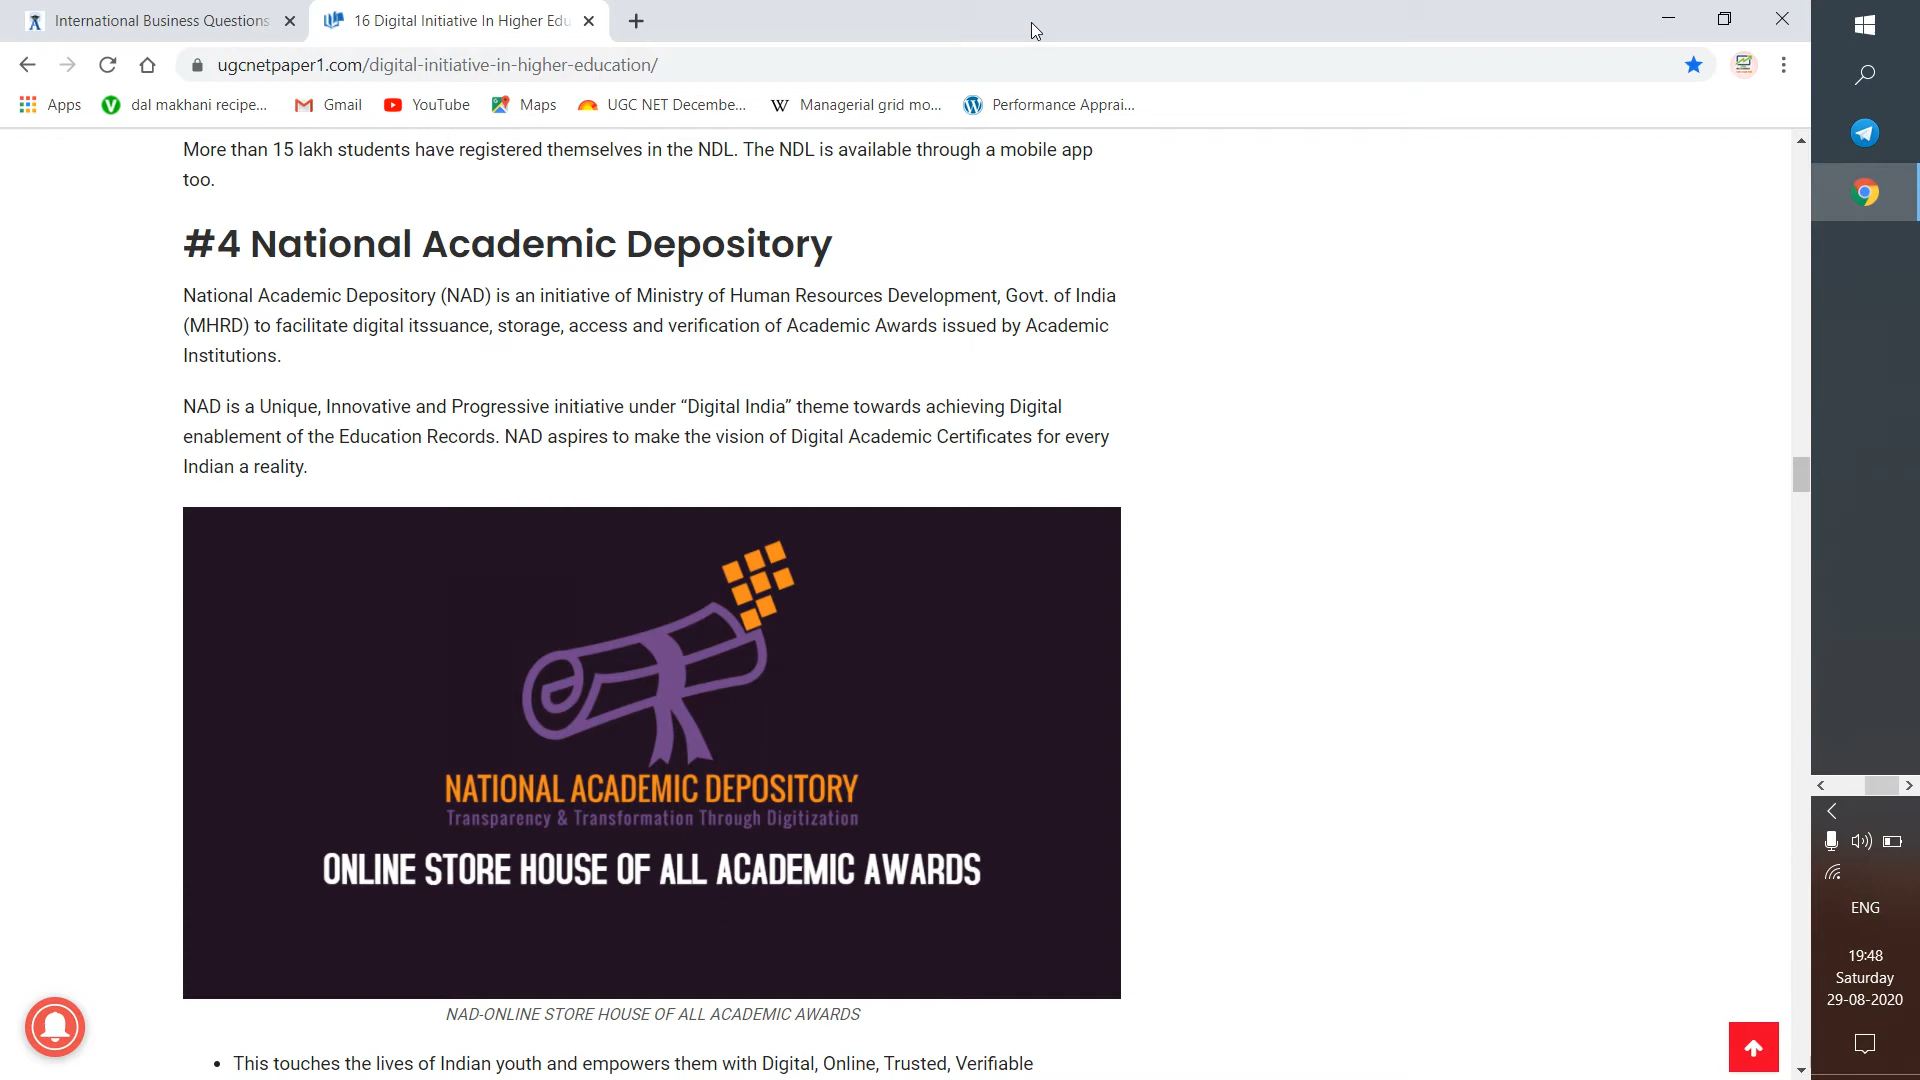 International Business Questions
16 Digital Initiative In Higher Edu
ugcnetpaper1.com/digital-initiative-in-higher-education/
Apps
dal makhani recipe...
Gmail
YouTube
Maps
UGC NET Decembe...
Managerial grid mo...
Performance Apprai...
More than 15 lakh students have registered themselves in the NDL. The NDL is available through a mobile app
too.
#4 National Academic Depository
National Academic Depository (NAD) is an initiative of Ministry of Human Resources Development, Govt. of India
(MHRD) to facilitate digital itssuance, storage, access and verification of Academic Awards issued by Academic
Institutions.
NAD is a Unique, Innovative and Progressive initiative under “Digital India” theme towards achieving Digital
enablement of the Education Records. NAD aspires to make the vision of Digital Academic Certificates for every
Indian a reality.
NATIONAL ACADEMIC DEPOSITORY
Transparency & Transformation Through Digitization
ONLINE STORE HOUSE OF ALL ACADEMIC AWARDS
NAD-ONLINE STORE HOUSE OF ALL ACADEMIC AWARDS
• This touches the lives of Indian youth and empowers them with Digital, Online, Trusted, Verifiable
ENG
19:48
Saturday
29-08-2020